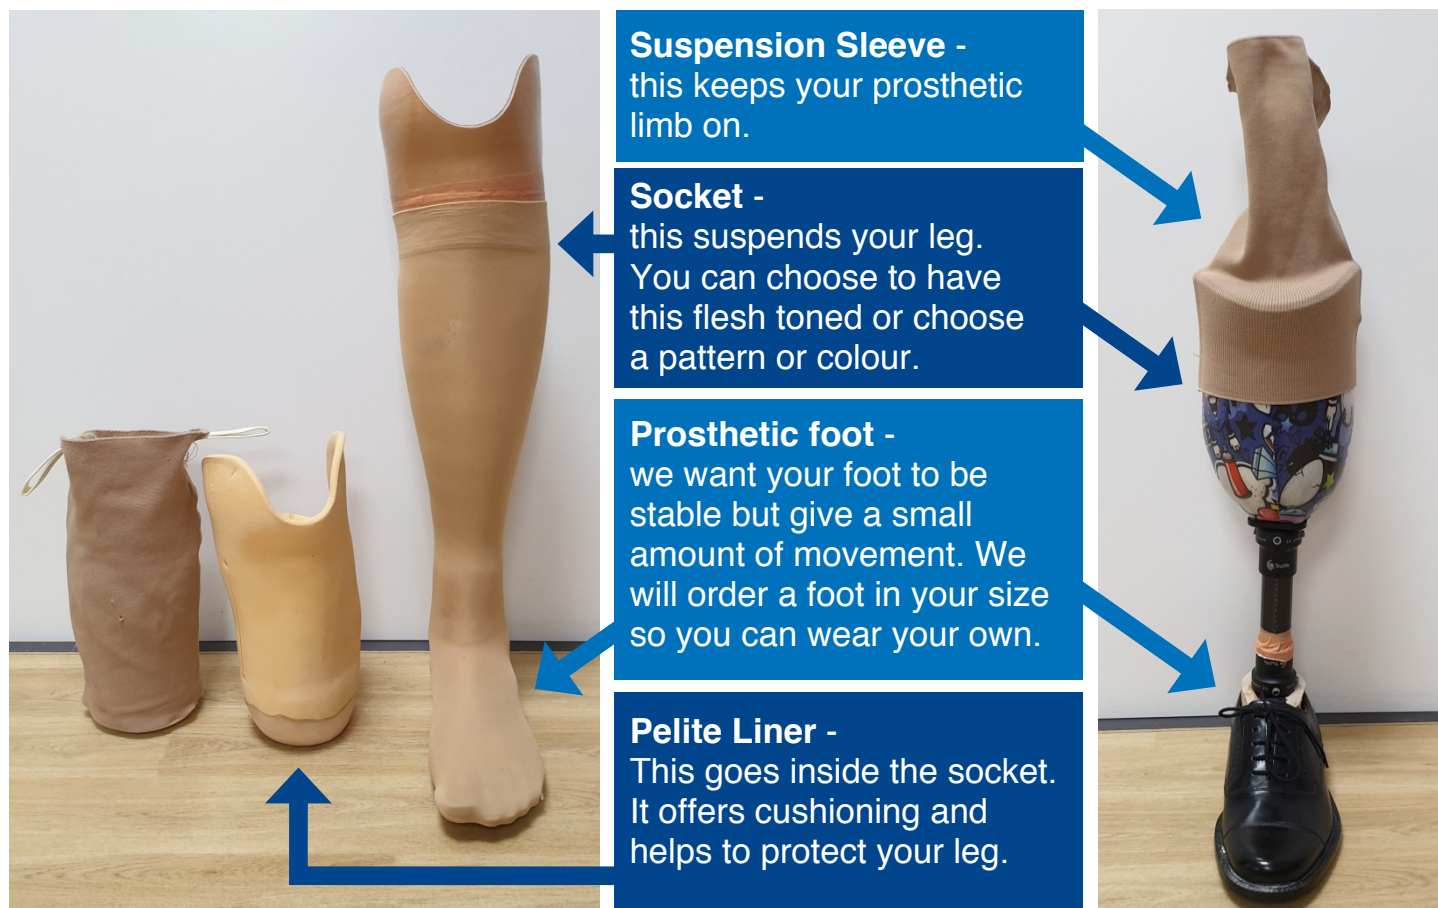 Suspension Sleeve -
this keeps your prosthetic
limb on.
Socket -
this suspends your leg.
You can choose to have
this flesh toned or choose
a pattern or colour.
Prosthetic foot -
we want your foot to be
stable but give a small
amount of movement. We
will order a foot in your size
so you can wear your own.
Pelite Liner -
This goes inside the socket.
It offers cushioning and
helps to protect your leg.